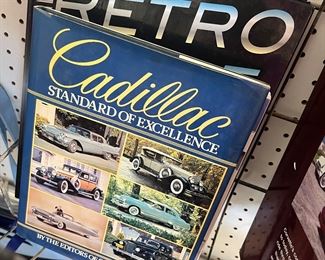 RETRO
Cadillac
STANDARD OF EXCELLENCE
BY THE EDITORS OF